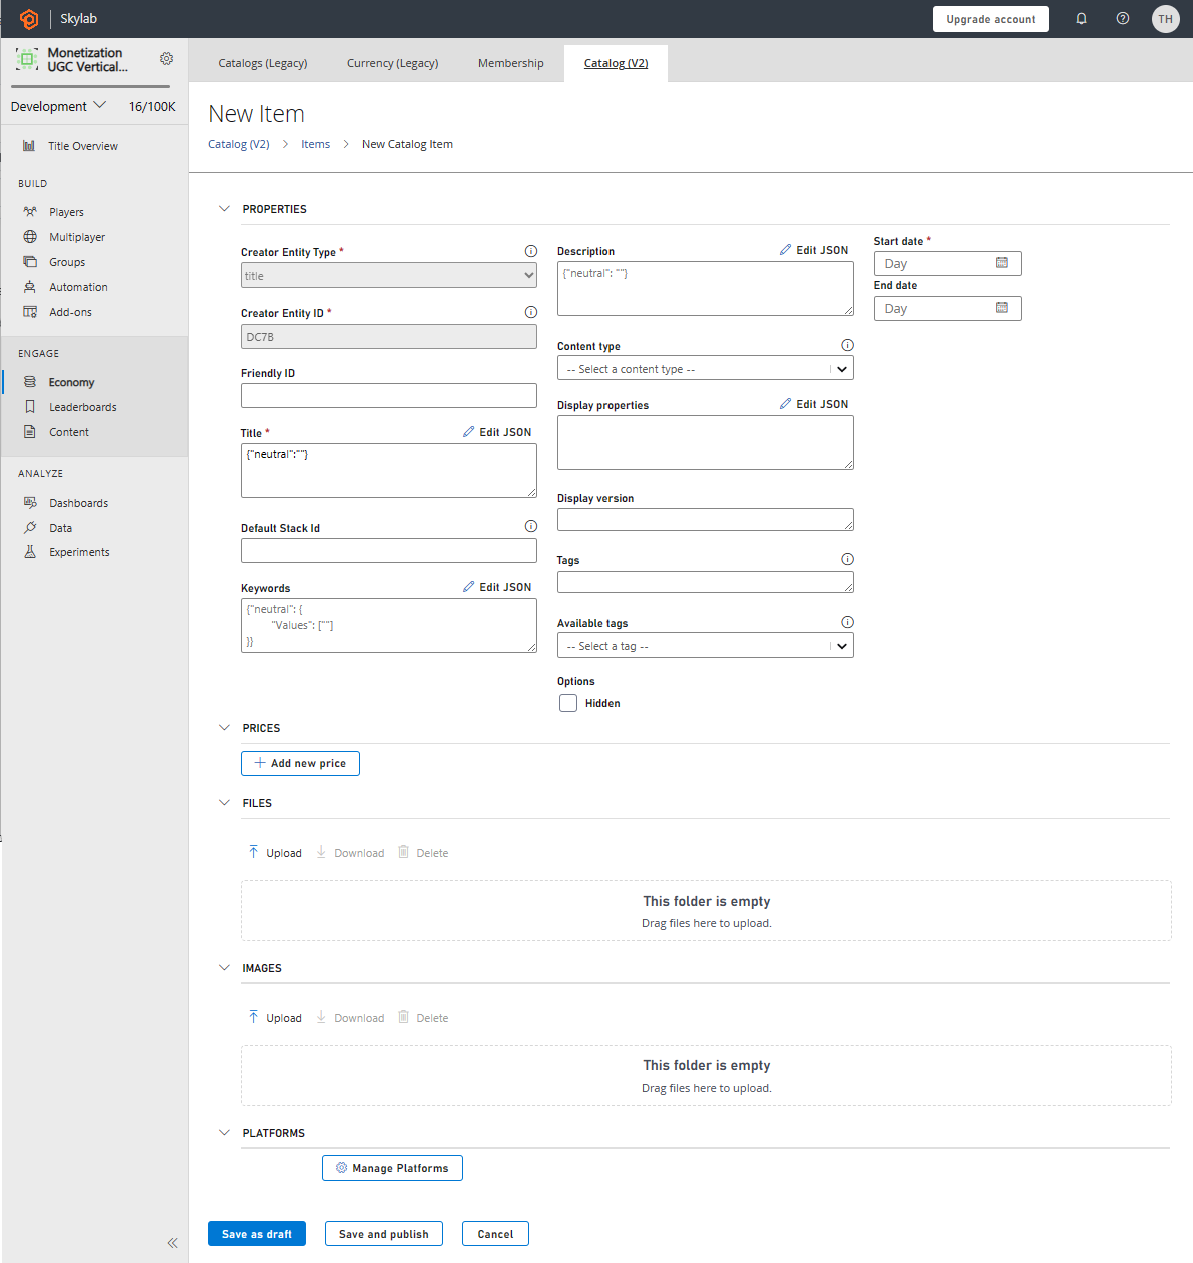 Skylab
Upgrade account
TH
Monetization
UGC Vertical...
Development
16/100K
Title Overview
BUILD
Players
Multiplayer
Groups
Automation
Add-ons
ENGAGE
Economy
Leaderboards
Content
ANALYZE
Dashboards
Data
Experiments
Catalogs (Legacy)
Currency (Legacy)
Membership
Catalog (V2)
New Item
Catalog (V2) > Items > New Catalog Item
PROPERTIES
Creator Entity Type *
title
Creator Entity ID *
DC7B
Friendly ID
Title *
Edit JSON
{"neutral":""}
Default Stack Id
Keywords
Edit JSON
{"neutral": {
"Values": [""]
}}
Description
Edit JSON
{"neutral": ""}
Content type
-- Select a content type --
Display properties
Edit JSON
Display version
Tags
Available tags
-- Select a tag --
Options
Hidden
Start date *
Day
End date
Day
PRICES
Add new price
FILES
Upload
Download
Delete
This folder is empty
Drag files here to upload.
IMAGES
Upload
Download
Delete
This folder is empty
Drag files here to upload.
PLATFORMS
Manage Platforms
Save as draft
Save and publish
Cancel